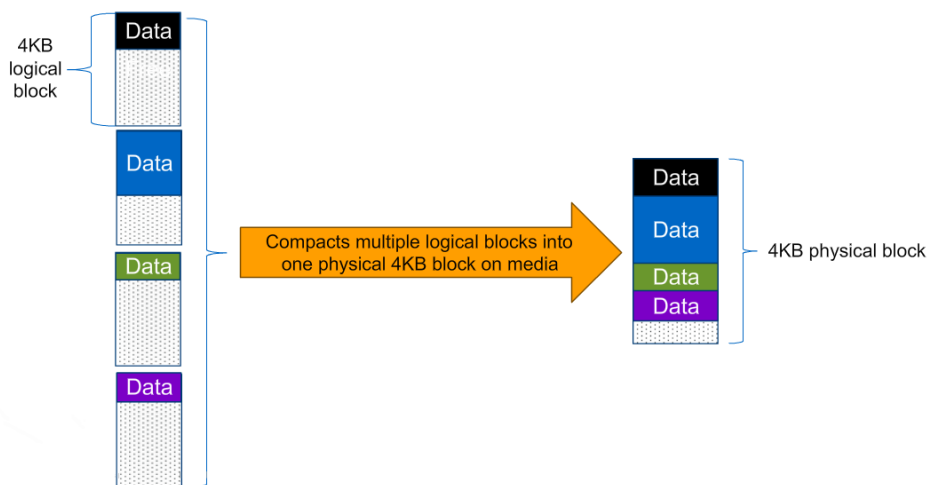 Data
4KB
logical
block
Data
Data
Data
Compacts multiple logical blocks into
one physical 4KB block on media
Data
Data
Data
Data
4KB physical block